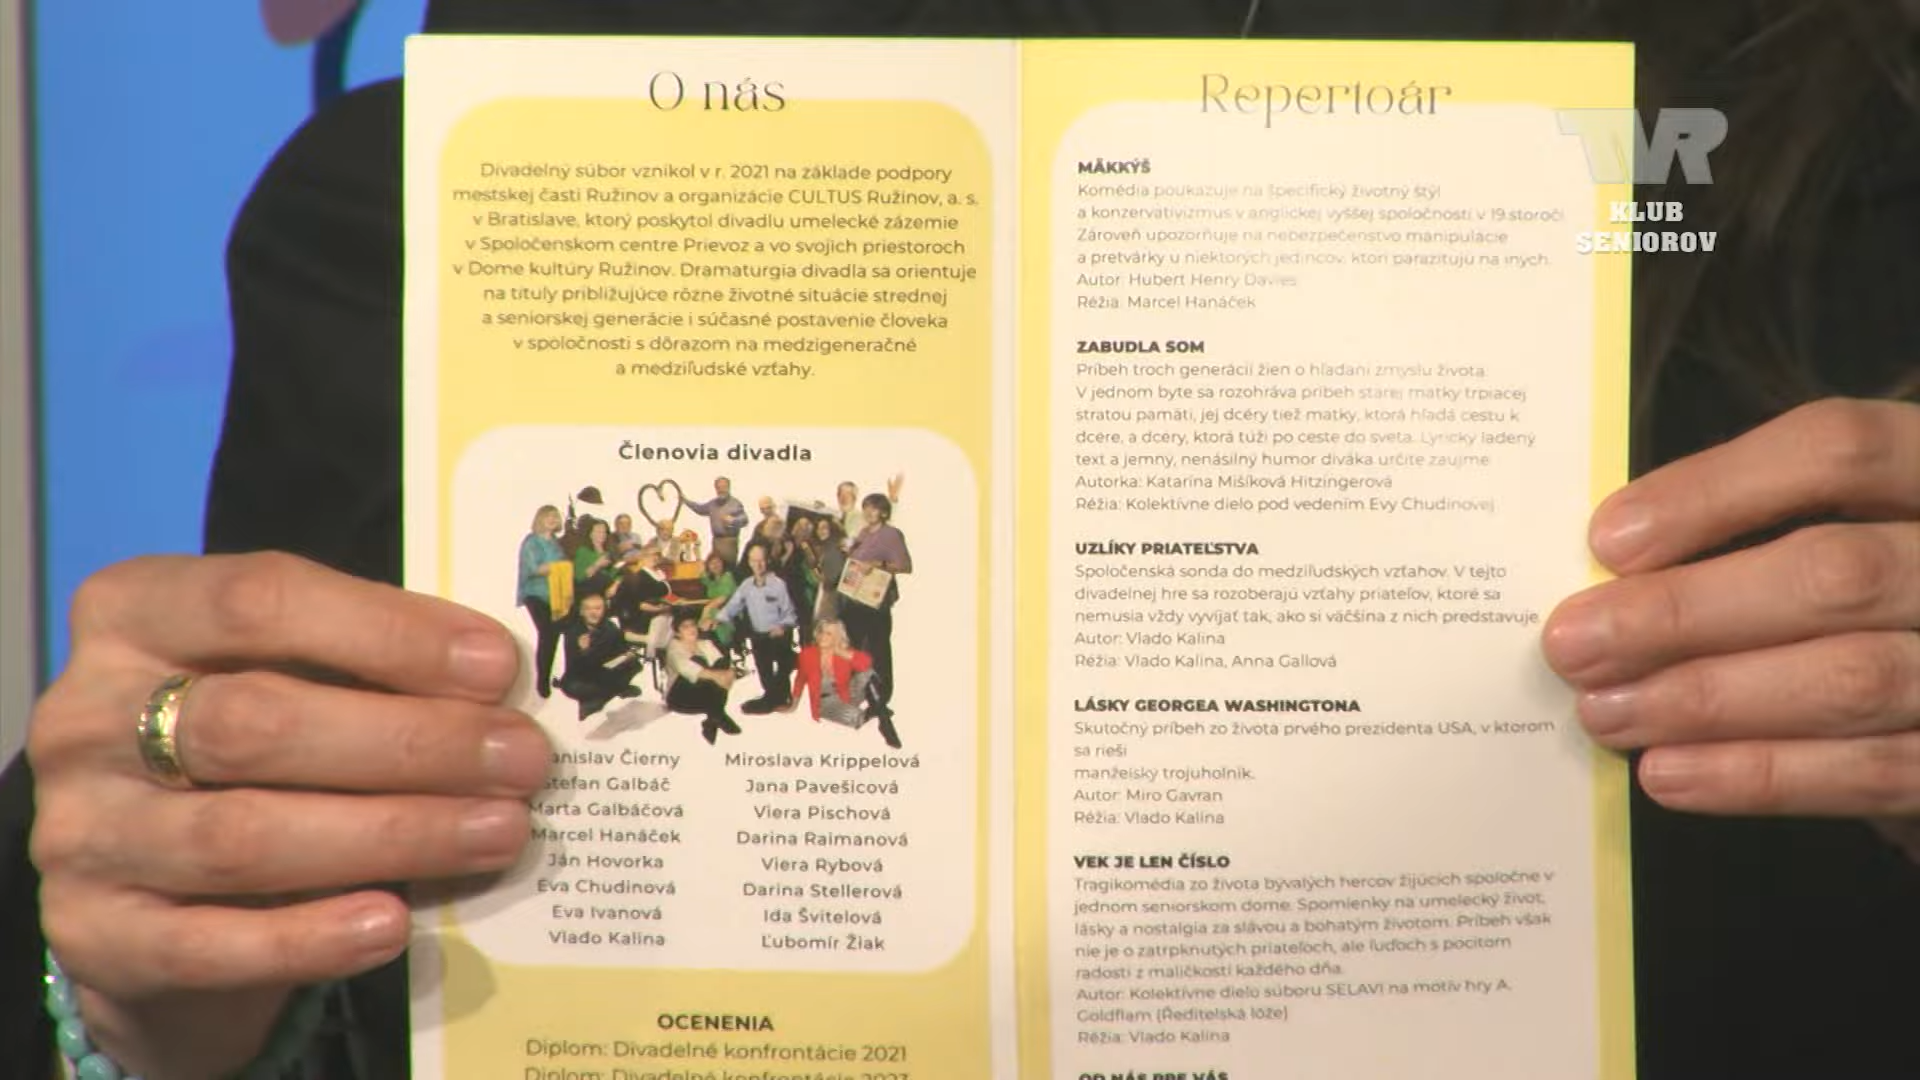 O nás
Divadelný súbor vznikol v r. 2021 na základe podpory
mestskej časti Ružinov a organizácie CULTUS Ružinov, a. s.
v Bratislave, ktorý poskytol divadlu umelecké zázemie
v Spoločenskom centre Prievoz a vo svojich priestoroch
v Dome kultúry Ružinov. Dramaturgia divadla sa orientuje
na tituly približujúce rôzne životné situácie strednej
a seniorskej generácie i súčasné postavenie človeka
v spoločnosti s dôrazom na medzigeneračné
a medziľudské vzťahy.
Členovia divadla
anislav Čierny
Štefan Galbáč
Marta Galbáčová
Marcel Hanáček
Ján Hovorka
Eva Chudinová
Eva Ivanová
Vlado Kalina
Miroslava Krippelová
Jana Pavešicová
Viera Pischová
Darina Raimanová
Viera Rybová
Darina Stellerová
Ida Švitelová
Ľubomír Žiak
OCENENIA
Diplom: Divadelné konfrontácie 2021
Diplom: Divadelné konfrontácie 2023
Repertoár
MÄKKÝŠ
Komédia poukazuje na špecifický životný štýl
a konzervativizmus v anglickej vyššej spoločnosti v 19.storočí.
Zároveň upozorňuje na nebezpečenstvo manipulácie
a pretvárky u niektorých jedincov, ktorí parazitujú na iných.
Autor: Hubert Henry Davies
Réžia: Marcel Hanáček
ZABUDLA SOM
Príbeh troch generácií žien o hľadaní zmyslu života.
V jednom byte sa rozohráva príbeh starej matky trpiacej
stratou pamäti, jej dcéry tiež matky, ktorá hľadá cestu k
dcére, a dcéry, ktorá túži po ceste do sveta. Lyricky ladený
text a jemný, nenásilný humor diváka určite zaujme.
Autorka: Katarína Mišíková Hitzingerová
Réžia: Kolektívne dielo pod vedením Evy Chudinovej
UZLÍKY PRIATEĽSTVA
Spoločenská sonda do medziľudských vzťahov. V tejto
divadelnej hre sa rozoberajú vzťahy priateľov, ktoré sa
nemusia vždy vyvíjať tak, ako si väčšina z nich predstavuje.
Autor: Vlado Kalina
Réžia: Vlado Kalina, Anna Gallová
LÁSKY GEORGEA WASHINGTONA
Skutočný príbeh zo života prvého prezidenta USA, v ktorom
sa rieši
manželský trojuholník.
Autor: Miro Gavran
Réžia: Vlado Kalina
VEK JE LEN ČÍSLO
Tragikomédia zo života bývalých hercov žijúcich spoločne v
jednom seniorskom dome. Spomienky na umelecký život,
lásky a nostalgia za slávou a bohatým životom. Príbeh však
nie je o zatrpknutých priateľoch, ale ľuďoch s pocitom
radosti z maličkostí každého dňa.
Autor: Kolektívne dielo súboru SELAVI na motív hry A.
Goldflam (Ředitelská lóže)
Réžia: Vlado Kalina
OD NÁS PRE VÁS
TVR
KLUB
SENIOROV